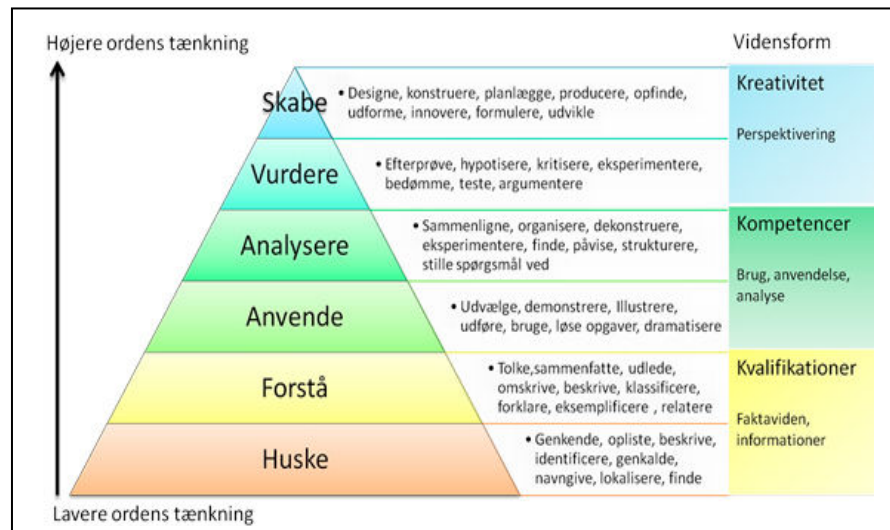 Højere ordens tænkning
Vidensform
Skabe
• Designe, konstruere, planlægge, producere, opfinde,
udforme, innovere, formulere, udvikle
Kreativitet
Perspektivering
Vurdere
• Efterprøve, hypotisere, kritisere, eksperimentere,
bedømme, teste, argumentere
Analysere
• Sammenligne, organisere, dekonstruere,
eksperimentere, finde, påvise, strukturere,
stille spørgsmål ved
Kompetencer
Brug, anvendelse,
analyse
Anvende
• Udvælge, demonstrere, Illustrere,
udføre, bruge, løse opgaver, dramatisere
Forstå
• Tolke,sammenfatte, udlede,
omskrive, beskrive, klassificere,
forklare, eksemplificere , relatere
Kvalifikationer
Faktaviden,
informationer
Huske
• Genkende, opliste, beskrive,
identificere, genkalde,
navngive, lokalisere, finde
Lavere ordens tænkning